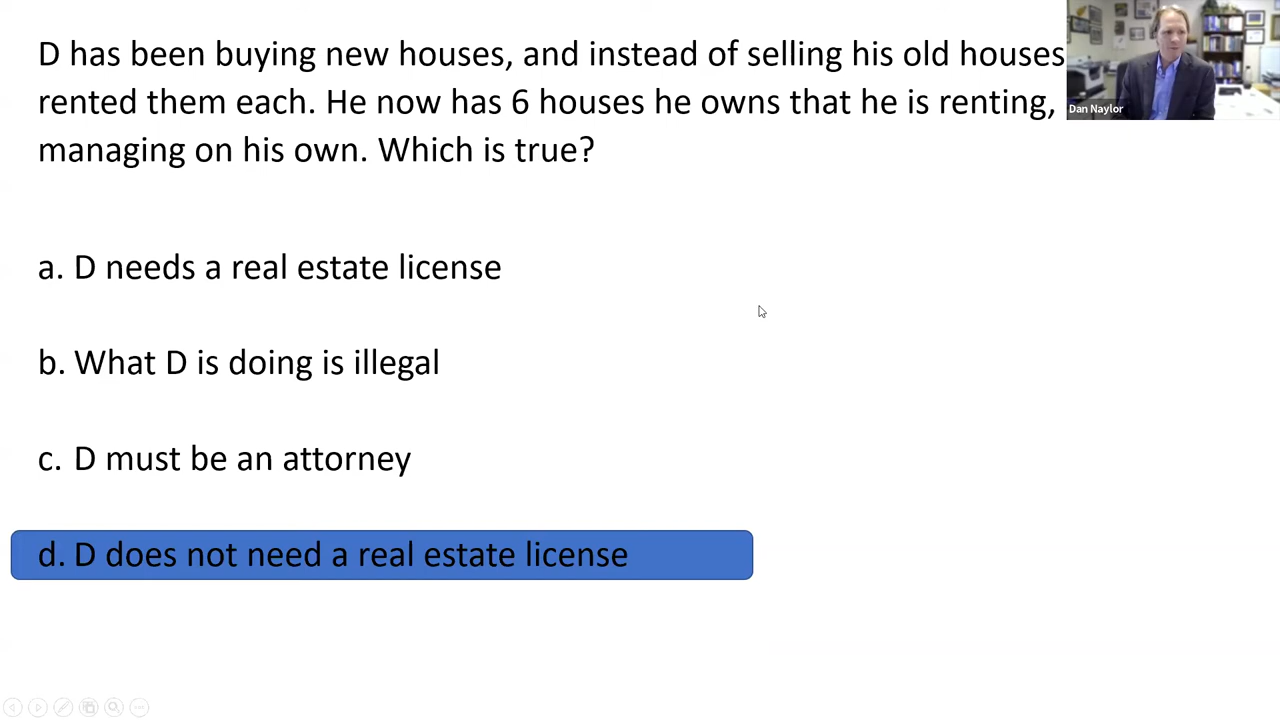 D has been buying new houses, and instead of selling his old houses
rented them each. He now has 6 houses he owns that he is renting,
managing on his own. Which is true?
a. D needs a real estate license
b. What D is doing is illegal
c. D must be an attorney
d. D does not need a real estate license
Dan Naylor